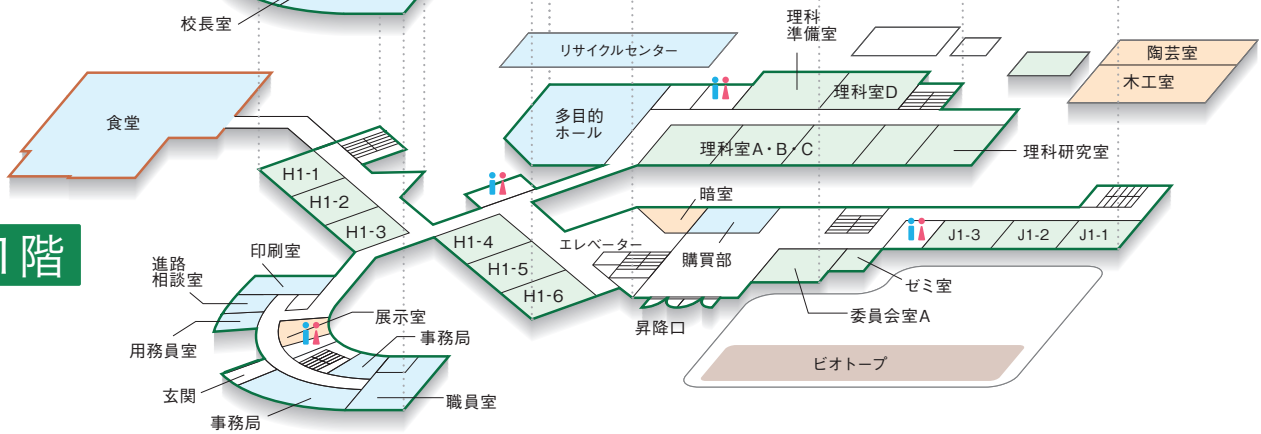 校長室
理科
準備室
リサイクルセンター
陶芸室
木工室
理科室D
食堂
多目的
ホール
理科室A・B・C
理科研究室
H1-1
H1-2
H1-3
暗室
1階
印刷室
進路
相談室
H1-4
H1-5
H1-6
エレベーター
購買部
J1-3
J1-2
J1-1
ゼミ室
展示室
昇降口
委員会室A
用務員室
事務局
ビオトープ
玄関
職員室
事務局